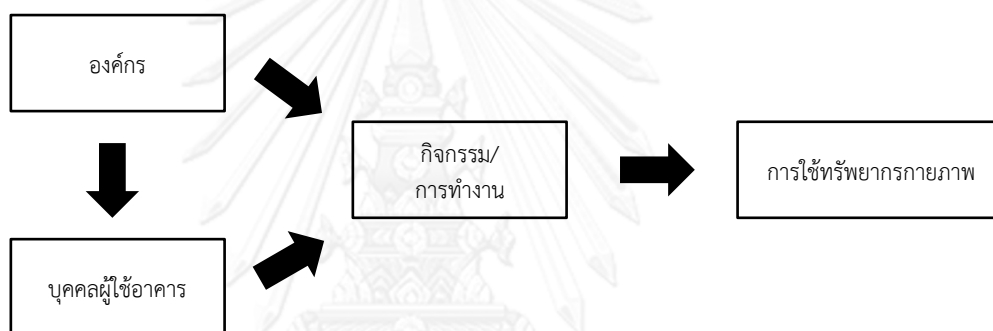 องค์กร
กิจกรรม/
การทำงาน
การใช้ทรัพยากรกายภาพ
บุคคลผู้ใช้อาคาร